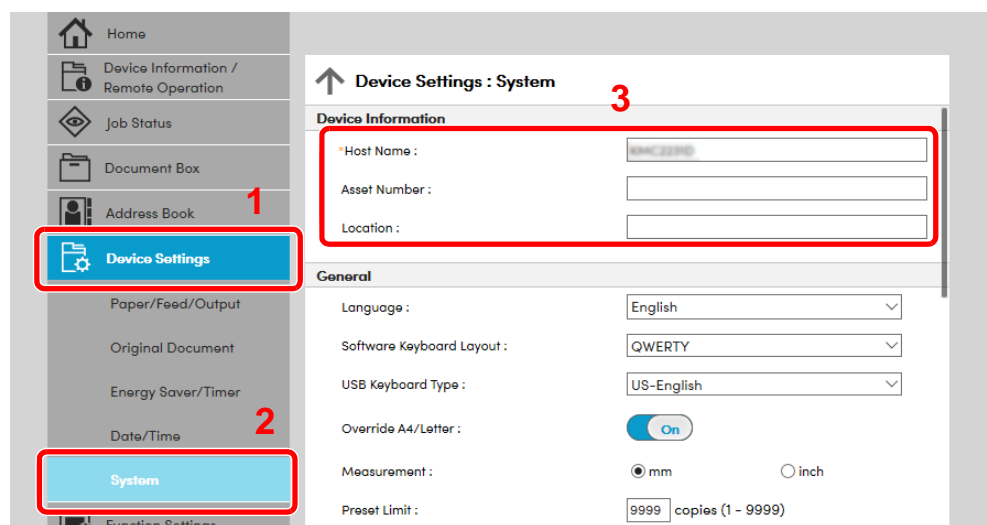 Home
Device Information /
Remote Operation
Job Status
Document Box
Address Book
1
Device Settings
Paper/Feed/Output
Original Document
Energy Saver/Timer
Date/Time
2
System
Function Settings
Device Settings : System
3
Device Information
*Host Name :
Asset Number :
Location :
General
Language : English
Software Keyboard Layout : QWERTY
USB Keyboard Type : US-English
Override A4/Letter : On
Measurement : mm inch
Preset Limit : 9999 copies (1 - 9999)